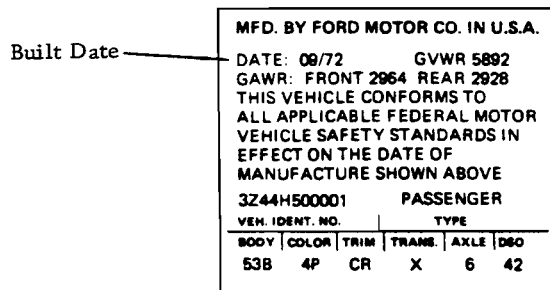 Built Date
MFD. BY FORD MOTOR CO. IN U.S.A.
DATE: 09/72 GVWR 5892
GAWR: FRONT 2964 REAR 2928
THIS VEHICLE CONFORMS TO
ALL APPLICABLE FEDERAL MOTOR
VEHICLE SAFETY STANDARDS IN
EFFECT ON THE DATE OF
MANUFACTURE SHOWN ABOVE
3Z44H500001 PASSENGER
VEH. IDENT. NO. TYPE
BODY COLOR TRIM TRANS. AXLE DSO
53B 4P CR X 6 42